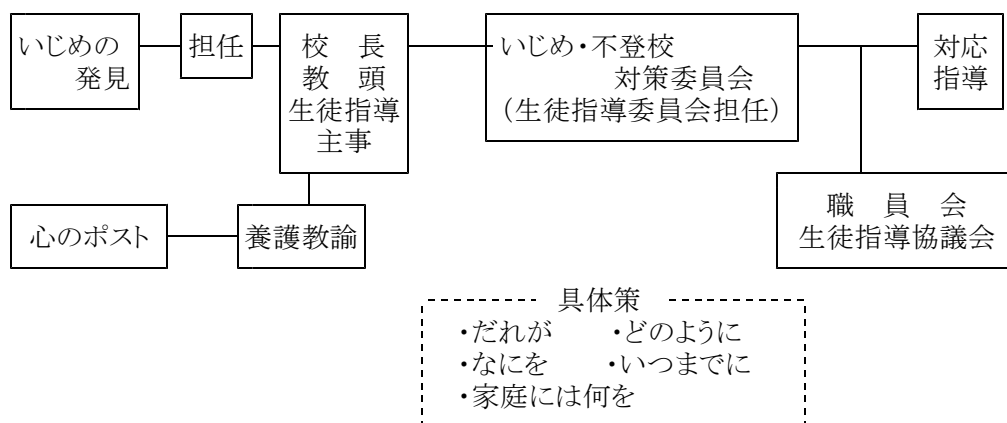 いじめの
発見
担任
校　長
教　頭
生徒指導
主事
いじめ・不登校
対策委員会
（生徒指導委員会担任）
対応
指導
職　員　会
生徒指導協議会
心のポスト
養護教諭
具体策
・だれが　・どのように
・なにを　・いつまでに
・家庭には何を